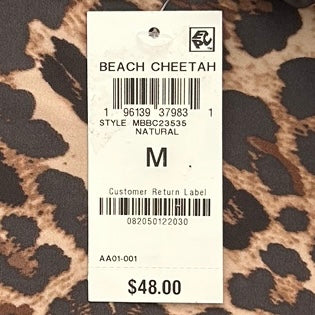 BEACH CHEETAH
1 96139 37983 1
STYLE MBBC23535
NATURAL
M
Customer Return Label
082050122030
AA01-001
$48.00